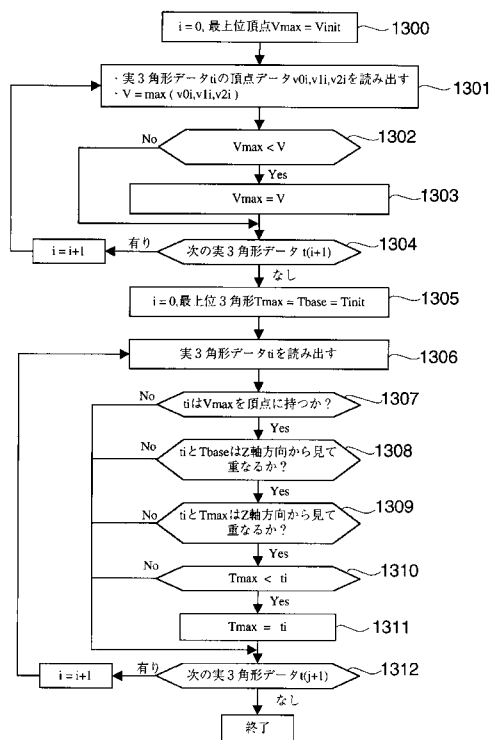 i = 0, 最上位頂点Vmax = Vinit
1300
・実3角形データtiの頂点データv0i,v1i,v2iを読み出す
・V = max ( v0i,v1i,v2i )
1301
No
Vmax < V
1302
Yes
Vmax = V
1303
i = i+1
有り
次の実3角形データ t(i+1)
1304
なし
i = 0,最上位3角形Tmax = Tbase = Tinit
1305
実3角形データtiを読み出す
1306
No
tiはVmaxを頂点に持つか?
1307
Yes
No
tiとTbaseはZ軸方向から見て
重なるか?
1308
Yes
No
tiとTmaxはZ軸方向から見て
重なるか?
1309
Yes
No
Tmax < ti
1310
Yes
Tmax = ti
1311
i = i+1
有り
次の実3角形データt(j+1)
1312
なし
終了